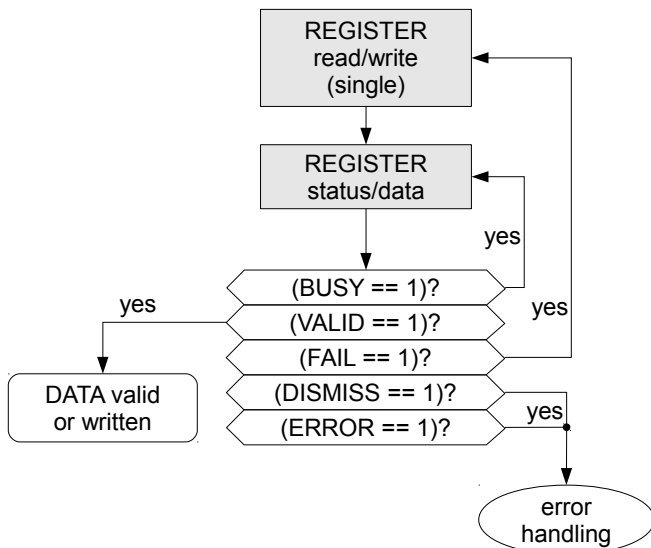 REGISTER
read/write
(single)
REGISTER
status/data
yes
(BUSY == 1)?
yes
(VALID == 1)?
yes
(FAIL == 1)?
DATA valid
or written
(DISMISS == 1)?
yes
(ERROR == 1)?
error
handling